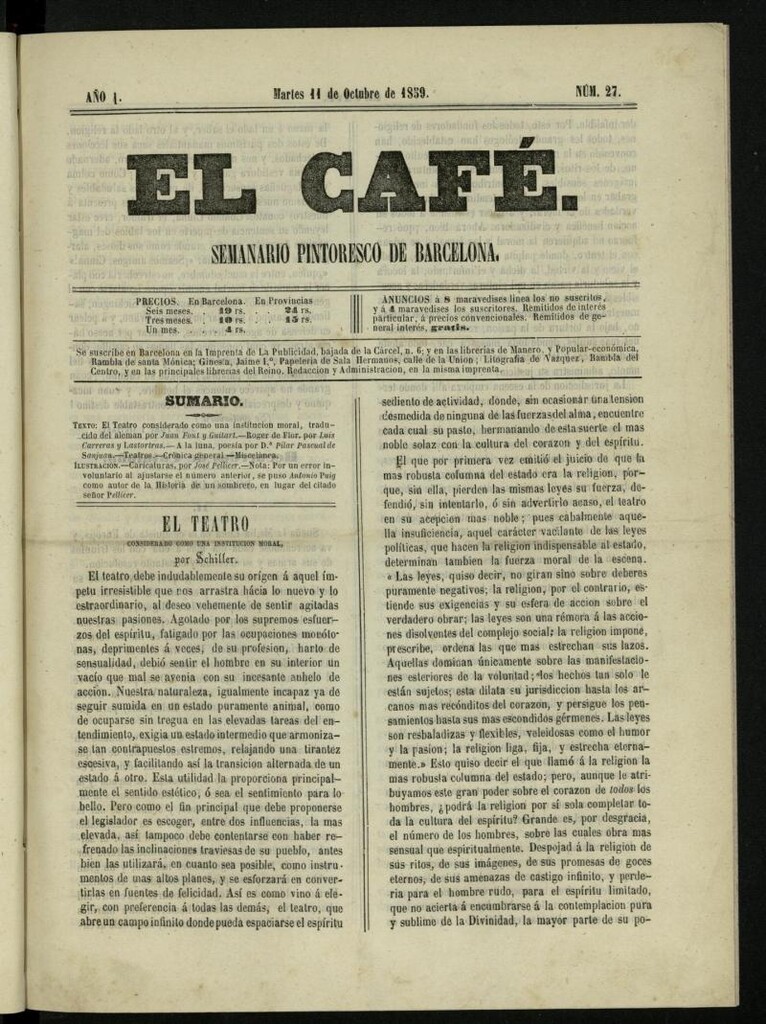 AÑO 1.
Martes 11 de Octubre de 1859.
NÚM. 27.
EL CAFÉ.
SEMANARIO PINTORESCO DE BARCELONA.
PRECIOS. En Barcelona. En Provincias
Seis meses. . 19 rs. . . 24 rs.
Tres meses. . 10 rs. . . 15 rs.
Un mes. . . 4 rs.
ANUNCIOS á 8 maravedises línea los no suscritos,
y á 4 maravedises los suscritores. Remitidos de interés
particular, á precios convencionales. Remitidos de ge-
neral interés, gratis.
Se suscribe en Barcelona en la Imprenta de La Publicidad, bajada de la Cárcel, n. 6; y en las librerías de Manero, y Popular-económica,
Rambla de santa Mónica; Ginesta, Jaime I.º, Papelería de Sala Hermanos, calle de la Union; Litografia de Vazquez, Rambla del
Centro, y en las principales librerías del Reino. Redaccion y Administracion, en la misma imprenta.
SUMARIO.
TEXTO: El Teatro considerado como una institucion moral, tradu-
cido del aleman por Juan Font y Guitart.—Roger de Flor, por Luis
Carreras y Lastortras.—A la luna, poesía por D.ª Pilar Pascual de
Sanjuan.—Teatros.—Crónica general.—Miscelanea.
ILUSTRACION.—Caricaturas, por José Pellicer.—Nota: Por un error in-
voluntario al ajustarse el número anterior, se puso Antonio Puig
como autor de la Historia de un sombrero, en lugar del citado
señor Pellicer.
EL TEATRO
CONSIDERADO COMO UNA INSTITUCION MORAL,
por Schiller.
El teatro debe indudablemente su orígen á aquel ím-
petu irresistible que nos arrastra hácia lo nuevo y lo
estraordinario, al deseo vehemente de sentir agitadas
nuestras pasiones. Agotado por los supremos esfuer-
zos del espíritu, fatigado por las ocupaciones monóto-
nas, deprimentes á veces, de su profesion, harto de
sensualidad, debió sentir el hombre en su interior un
vacío que mal se avenia con su incesante anhelo de
accion. Nuestra naturaleza, igualmente incapaz ya de
seguir sumida en un estado puramente animal, como
de ocuparse sin tregua en las elevadas tareas del en-
tendimiento, exigia un estado intermedio que armoniza-
se tan contrapuestos estremos, relajando una tirantez
escesiva, y facilitando así la transicion alternada de un
estado á otro. Esta utilidad la proporciona principal-
mente el sentido estético, ó sea el sentimiento para lo
bello. Pero como el fin principal que debe proponerse
el legislador es escoger, entre dos influencias, la mas
elevada, así tampoco debe contentarse con haber re-
frenado las inclinaciones traviesas de su pueblo, antes
bien las utilizará, en cuanto sea posible, como instru-
mentos de mas altos planes, y se esforzará en conver-
tirlas en fuentes de felicidad. Así es como vino á ele-
gir, con preferencia á todas las demás, el teatro, que
abre un campo infinito donde pueda espaciarse el espíritu
sediento de actividad, donde, sin ocasionar una tension
desmedida de ninguna de las fuerzas del alma, encuentre
cada cual su pasto, hermanando de esta suerte el mas
noble solaz con la cultura del corazon y del espíritu.
El que por primera vez emitió el juicio de que la
mas robusta columna del estado era la religion, por-
que, sin ella, pierden las mismas leyes su fuerza, de-
fendió, sin intentarlo, ó sin advertirlo acaso, el teatro
en su acepcion mas noble; pues cabalmente aque-
lla insuficiencia, aquel carácter vacilante de las leyes
políticas, que hacen la religion indispensable al estado,
determinan tambien la fuerza moral de la escena.
«Las leyes, quiso decir, no giran sino sobre deberes
puramente negativos; la religion, por el contrario, es-
tiende sus exigencias y su esfera de accion sobre el
verdadero obrar; las leyes son una rémora á las accio-
nes disolventes del complejo social; la religion impone,
prescribe, ordena las que mas estrechan sus lazos.
Aquellas dominan únicamente sobre las manifestacio-
nes esteriores de la voluntad; los hechos tan solo le
están sujetos; esta dilata su jurisdiccion hasta los ar-
canos mas recónditos del corazon, y persigue los pen-
samientos hasta sus mas escondidos gérmenes. Las leyes
son resbaladizas y flexibles, veleidosas como el humor
y la pasion; la religion liga, fija, y estrecha eterna-
mente.» Esto quiso decir el que llamó á la religion la
mas robusta columna del estado; pero, aunque le atri-
buyamos este gran poder sobre el corazon de todos los
hombres, ¿podrá la religion por sí sola completar to-
da la cultura del espíritu? Grande es, por desgracia,
el número de los hombres, sobre las cuales obra mas
sensual que espiritualmente. Despojad á la religion de
sus ritos, de sus imágenes, de sus promesas de goces
eternos, de sus amenazas de castigo infinito, y perde-
ria para el hombre rudo, para el espíritu limitado,
que no acierta á encumbrarse á la contemplacion pura
y sublime de la Divinidad, la mayor parte de su po-